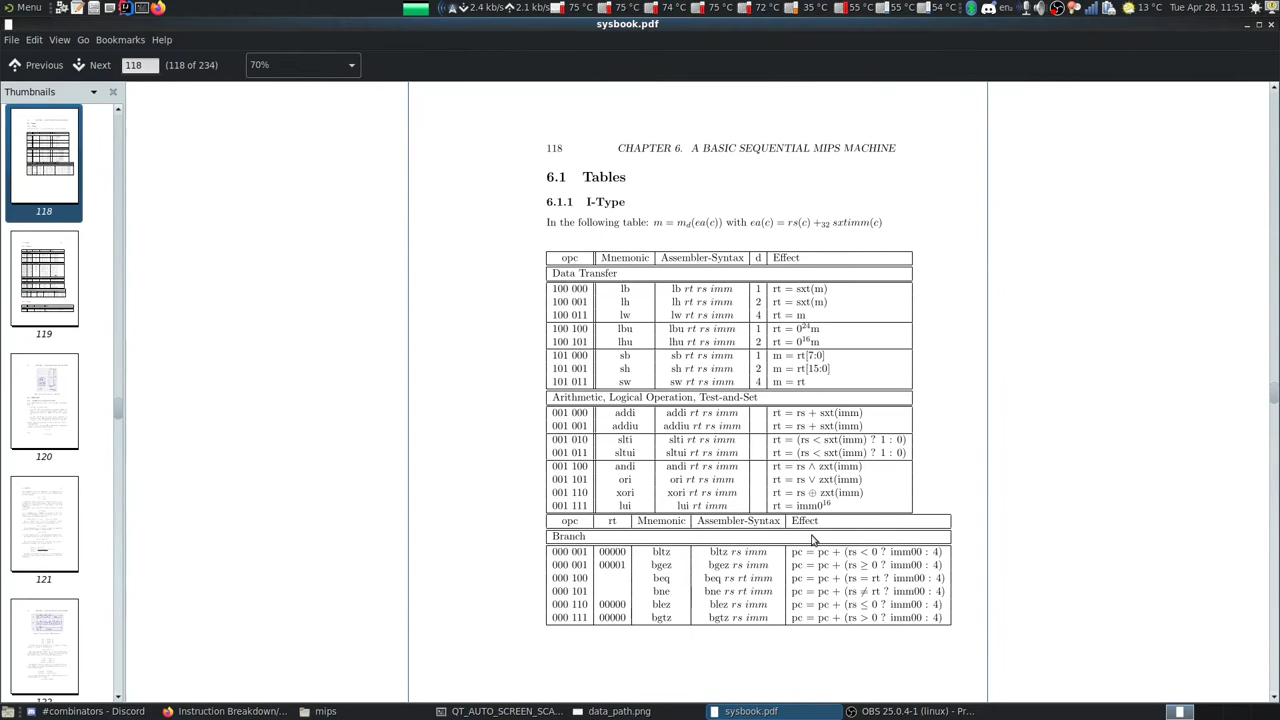 Menu 2.4 kb/s 2.1 kb/s 75 °C 75 °C 74 °C 75 °C 72 °C 35 °C 55 °C 55 °C 54 °C en 13 °C Tue Apr 28, 11:51
sysbook.pdf
File Edit View Go Bookmarks Help
Previous Next 118 (118 of 234) 70%
Thumbnails
118
119
120
121
122
118 CHAPTER 6. A BASIC SEQUENTIAL MIPS MACHINE
6.1 Tables
6.1.1 I-Type
In the following table: m = m_d(ea(c)) with ea(c) = rs(c) +₃₂ sxtimm(c)
opc Mnemonic Assembler-Syntax d Effect
Data Transfer
100 000 lb lb rt rs imm 1 rt = sxt(m)
100 001 lh lh rt rs imm 2 rt = sxt(m)
100 011 lw lw rt rs imm 4 rt = m
100 100 lbu lbu rt rs imm 1 rt = 0²⁴m
100 101 lhu lhu rt rs imm 2 rt = 0¹⁶m
101 000 sb sb rt rs imm 1 m = rt[7:0]
101 001 sh sh rt rs imm 2 m = rt[15:0]
101 011 sw sw rt rs imm 4 m = rt
Arithmetic, Logical Operation, Test-and-Set
001 000 addi addi rt rs imm rt = rs + sxt(imm)
001 001 addiu addiu rt rs imm rt = rs + sxt(imm)
001 010 slti slti rt rs imm rt = (rs < sxt(imm) ? 1 : 0)
001 011 sltui sltui rt rs imm rt = (rs < sxt(imm) ? 1 : 0)
001 100 andi andi rt rs imm rt = rs ∧ zxt(imm)
001 101 ori ori rt rs imm rt = rs ∨ zxt(imm)
001 110 xori xori rt rs imm rt = rs ⊕ zxt(imm)
001 111 lui lui rt imm rt = imm0¹⁶
opc rt Mnemonic Assembler-Syntax Effect
Branch
000 001 00000 bltz bltz rs imm pc = pc + (rs < 0 ? imm00 : 4)
000 001 00001 bgez bgez rs imm pc = pc + (rs ≥ 0 ? imm00 : 4)
000 100 beq beq rs rt imm pc = pc + (rs = rt ? imm00 : 4)
000 101 bne bne rs rt imm pc = pc + (rs ≠ rt ? imm00 : 4)
000 110 00000 blez blez rs imm pc = pc + (rs ≤ 0 ? imm00 : 4)
000 111 00000 bgtz bgtz rs imm pc = pc + (rs > 0 ? imm00 : 4)
#combinators - Discord Instruction Breakdown/... mips QT_AUTO_SCREEN_SCA... data_path.png sysbook.pdf OBS 25.0.4-1 (linux) - Pr...